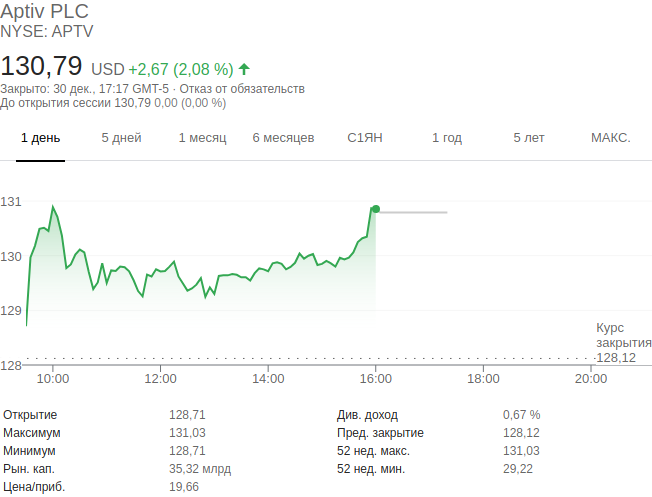 Aptiv PLC
NYSE: APTV
130,79 USD +2,67 (2,08 %)
Закрыто: 30 дек., 17:17 GMT-5 · Отказ от обязательств
До открытия сессии 130,79 0,00 (0,00 %)
1 день 5 дней 1 месяц 6 месяцев С1ЯН 1 год 5 лет МАКС.
131
130
129
Курс
закрытия
128,12
128
10:00 12:00 14:00 16:00 18:00 20:00
Открытие 128,71 Див. доход 0,67 %
Максимум 131,03 Пред. закрытие 128,12
Минимум 128,71 52 нед. макс. 131,03
Рын. кап. 35,32 млрд 52 нед. мин. 29,22
Цена/приб. 19,66